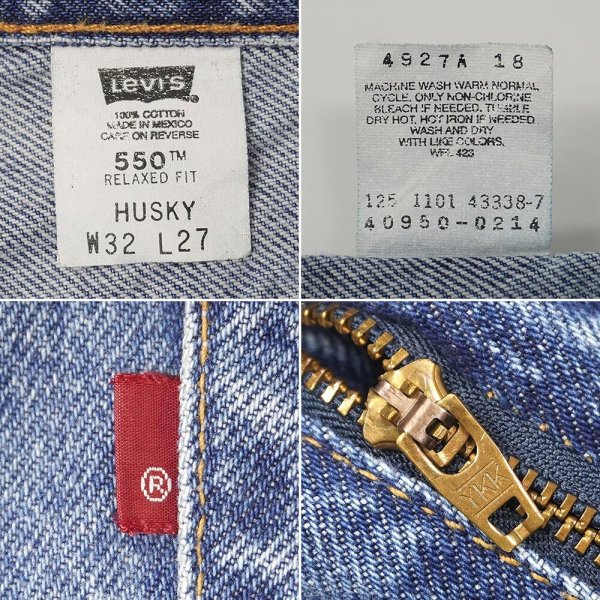 Levi's
100% COTTON
MADE IN MEXICO
CARE ON REVERSE
550™
RELAXED FIT
HUSKY
W32 L27
4927A 18
MACHINE WASH WARM NORMAL
CYCLE. ONLY NON-CHLORINE
BLEACH IF NEEDED. TUMBLE
DRY HOT, HOT IRON IF NEEDED
WASH AND DRY
WITH LIKE COLORS.
WPL 423
125 1101 43338-7
40950-0214
®
YKK